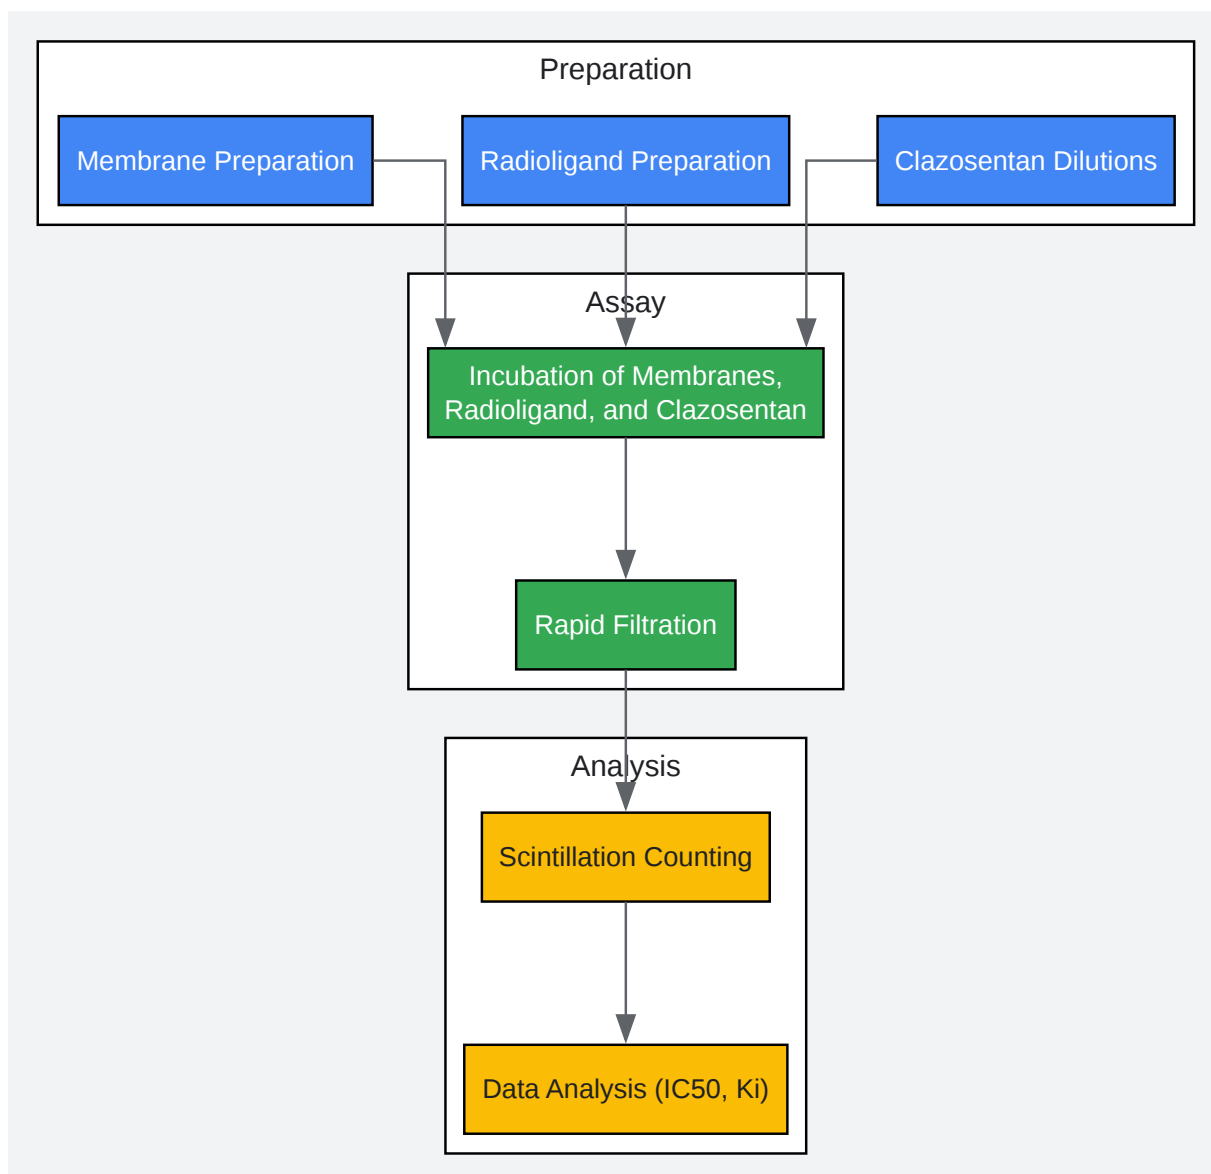 Preparation
Membrane Preparation
Radioligand Preparation
Clazosentan Dilutions
Assay
Incubation of Membranes,
Radioligand, and Clazosentan
Rapid Filtration
Analysis
Scintillation Counting
Data Analysis (IC50, Ki)